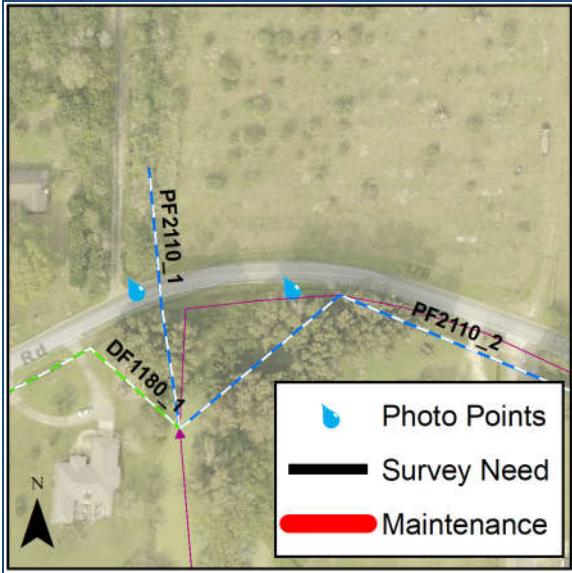 PF2110_1
PF2110_2
Rd
DF1180_1
Photo Points
Survey Need
Maintenance
N